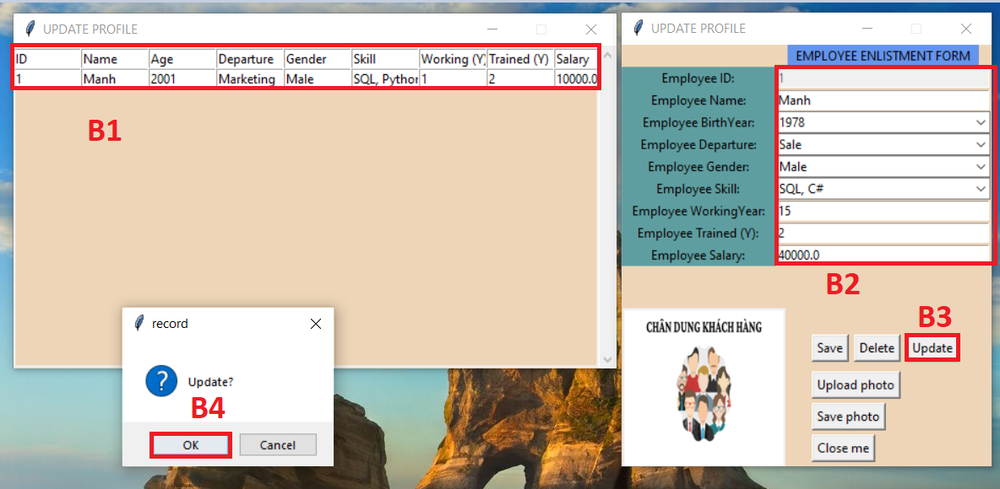 UPDATE PROFILE
ID Name Age Departure Gender Skill Working (Y) Trained (Y) Salary
1 Manh 2001 Marketing Male SQL, Python 1 2 10000.0
B1
record
Update?
B4
OK Cancel
UPDATE PROFILE
EMPLOYEE ENLISTMENT FORM
Employee ID: 1
Employee Name: Manh
Employee BirthYear: 1978
Employee Departure: Sale
Employee Gender: Male
Employee Skill: SQL, C#
Employee WorkingYear: 15
Employee Trained (Y): 2
Employee Salary: 40000.0
B2
B3
CHÂN DUNG KHÁCH HÀNG
Save Delete Update
Upload photo
Save photo
Close me